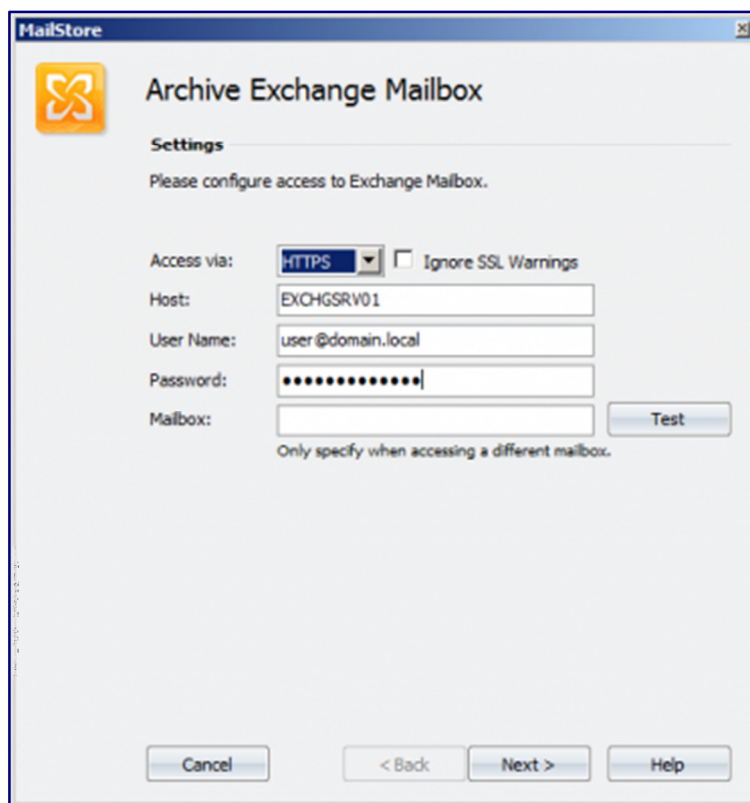 MailStore
Archive Exchange Mailbox
Settings
Please configure access to Exchange Mailbox.
Access via: HTTPS Ignore SSL Warnings
Host: EXCHGSRV01
User Name: user@domain.local
Password: •••••••••••••
Mailbox: Test
Only specify when accessing a different mailbox.
Cancel < Back Next > Help